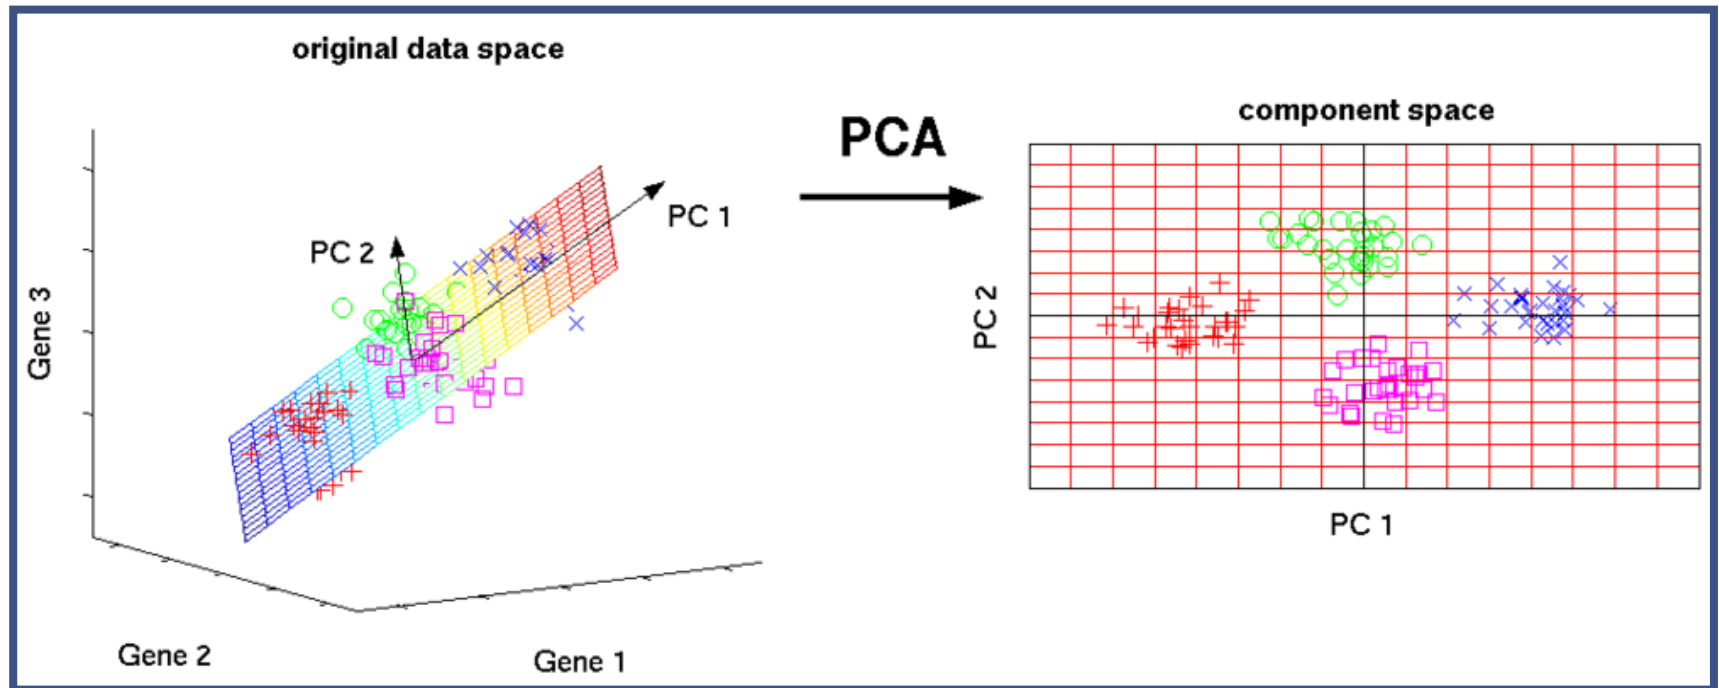 original data space
PC 1
PC 2
Gene 3
Gene 2
Gene 1
PCA
component space
PC 2
PC 1